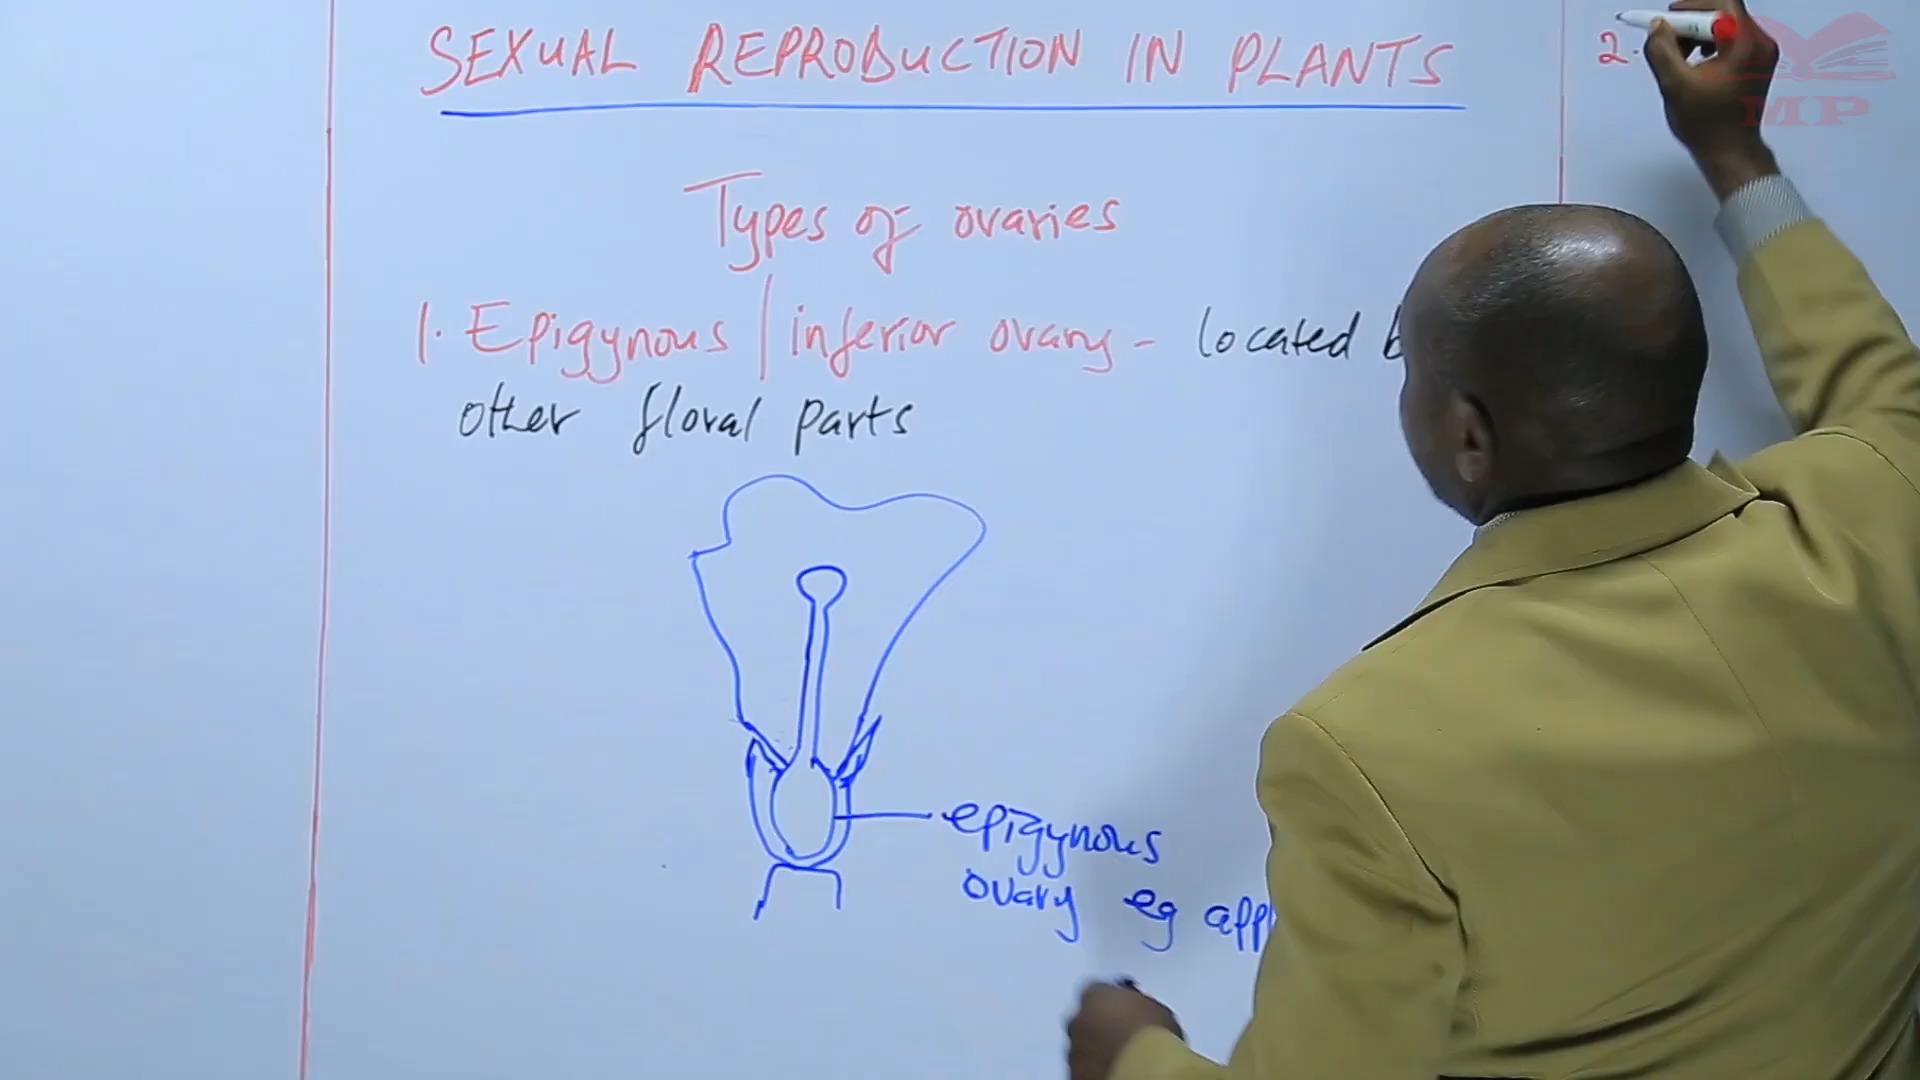 SEXUAL REPRODUCTION IN PLANTS
Types of ovaries
1. Epigynous / inferior ovary - located
other floral parts
epigynous
ovary eg
2.
MP